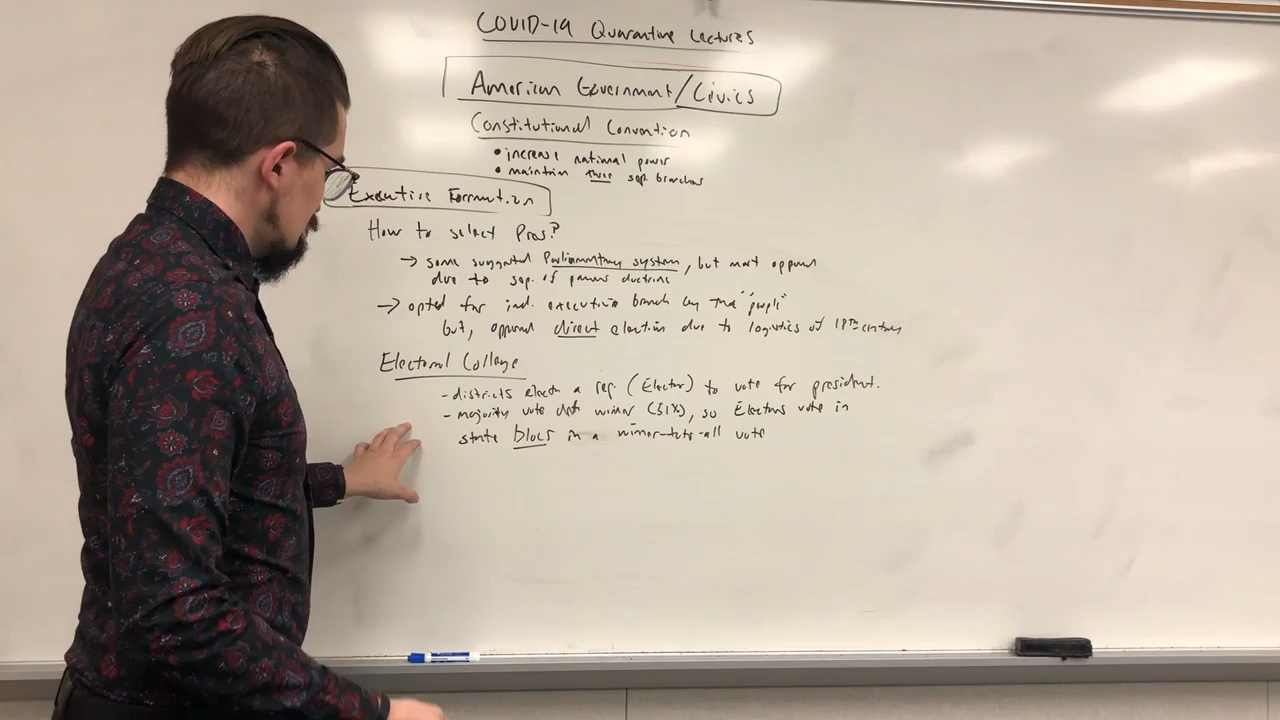 COVID-19 Quarantine Lectures
American Government/Civics
Constitutional Convention
• increase national power
• maintain three sep. branches
Executive Formation
How to select Pres?
→ some suggested Parliamentary system, but most opposed
due to sep. of powers doctrine
→ opted for ind. executive branch by the "people"
but, opposed direct election due to logistics of 18th century
Electoral College
- districts elect a rep. (Elector) to vote for president.
- majority vote det winner (51%), so Electors vote in
state blocs in a winner-take-all vote